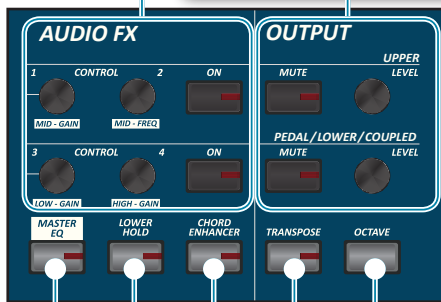 AUDIO FX
OUTPUT
UPPER
1 CONTROL 2 ON
MUTE LEVEL
MID - GAIN MID - FREQ
PEDAL/LOWER/COUPLED
3 CONTROL 4 ON
MUTE LEVEL
LOW - GAIN HIGH - GAIN
MASTER EQ
LOWER HOLD
CHORD ENHANCER
TRANSPOSE
OCTAVE